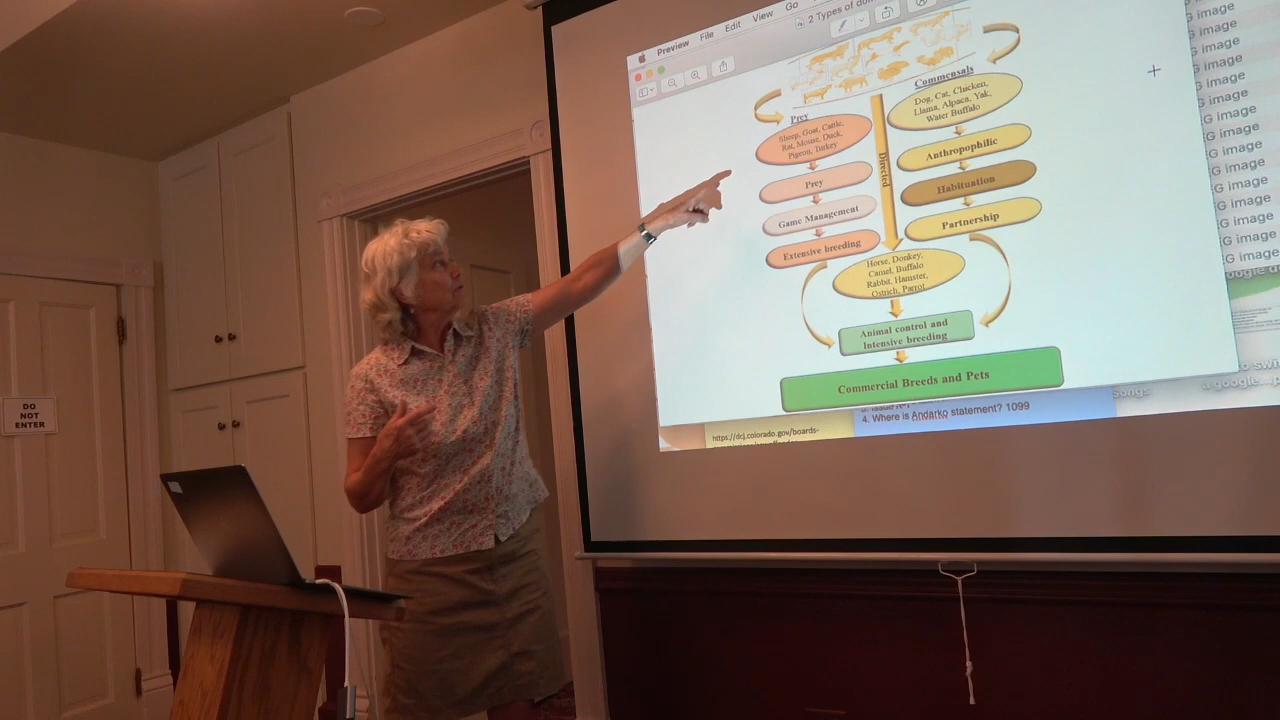 Preview File Edit View Go
2 Types of
Commensals
Dog, Cat, Chicken,
Llama, Alpaca, Yak,
Water Buffalo
Anthropophilic
Habituation
Partnership
Prey
Sheep, Goat, Cattle,
Rat, Mouse, Duck,
Pigeon, Turkey
Prey
Game Management
Extensive breeding
Directed
Horse, Donkey,
Camel, Buffalo
Rabbit, Hamster,
Ostrich, Parrot
Animal control and
Intensive breeding
Commercial Breeds and Pets
4. Where is Andarko statement? 1099
https://dcj.colorado.gov/boards-
Songs
G image
G image
G image
G image
G image
G image
G image
G image
G image
G image
G image
G image
G image
DO
NOT
ENTER